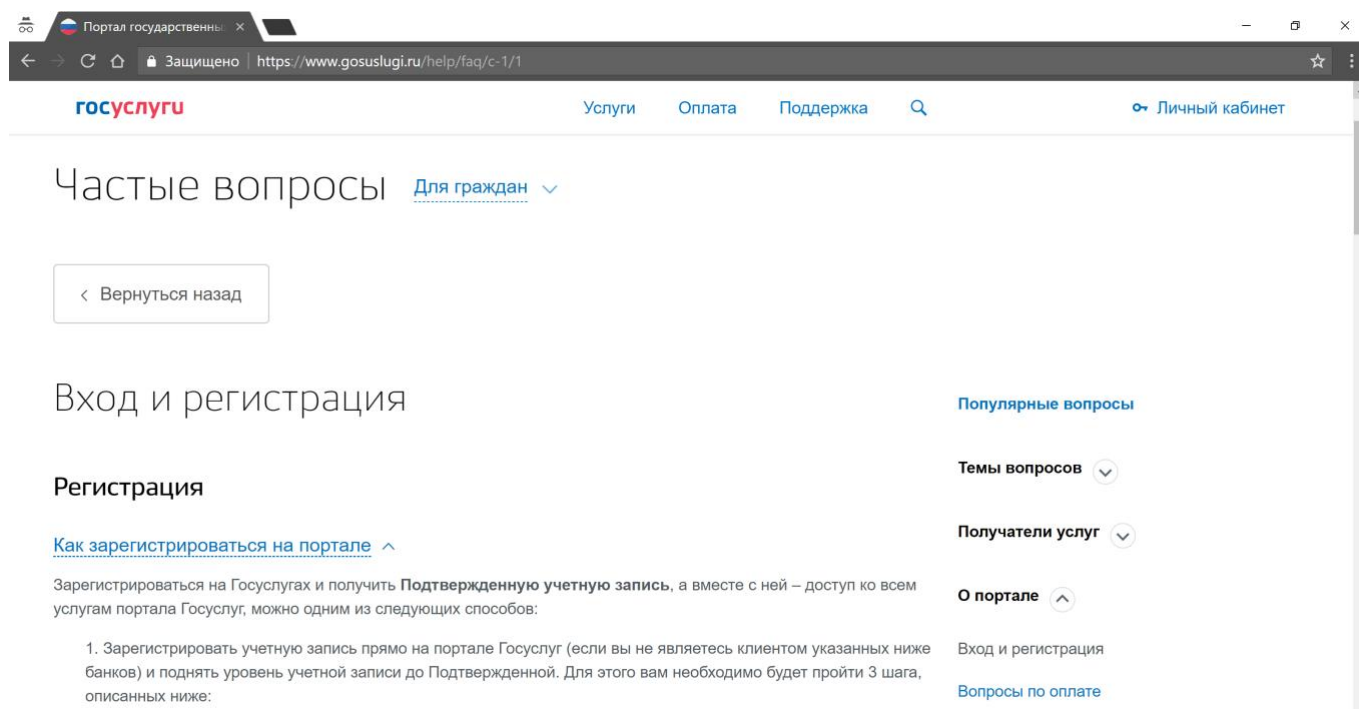 Портал государственны
Защищено | https://www.gosuslugi.ru/help/faq/c-1/1
госуслуги
Услуги Оплата Поддержка Личный кабинет
Частые вопросы Для граждан
Вернуться назад
Вход и регистрация
Популярные вопросы
Темы вопросов
Регистрация
Получатели услуг
Как зарегистрироваться на портале
Зарегистрироваться на Госуслугах и получить Подтвержденную учетную запись, а вместе с ней – доступ ко всем
услугам портала Госуслуг, можно одним из следующих способов:
О портале
1. Зарегистрировать учетную запись прямо на портале Госуслуг (если вы не являетесь клиентом указанных ниже
банков) и поднять уровень учетной записи до Подтвержденной. Для этого вам необходимо будет пройти 3 шага,
описанных ниже:
Вход и регистрация
Вопросы по оплате